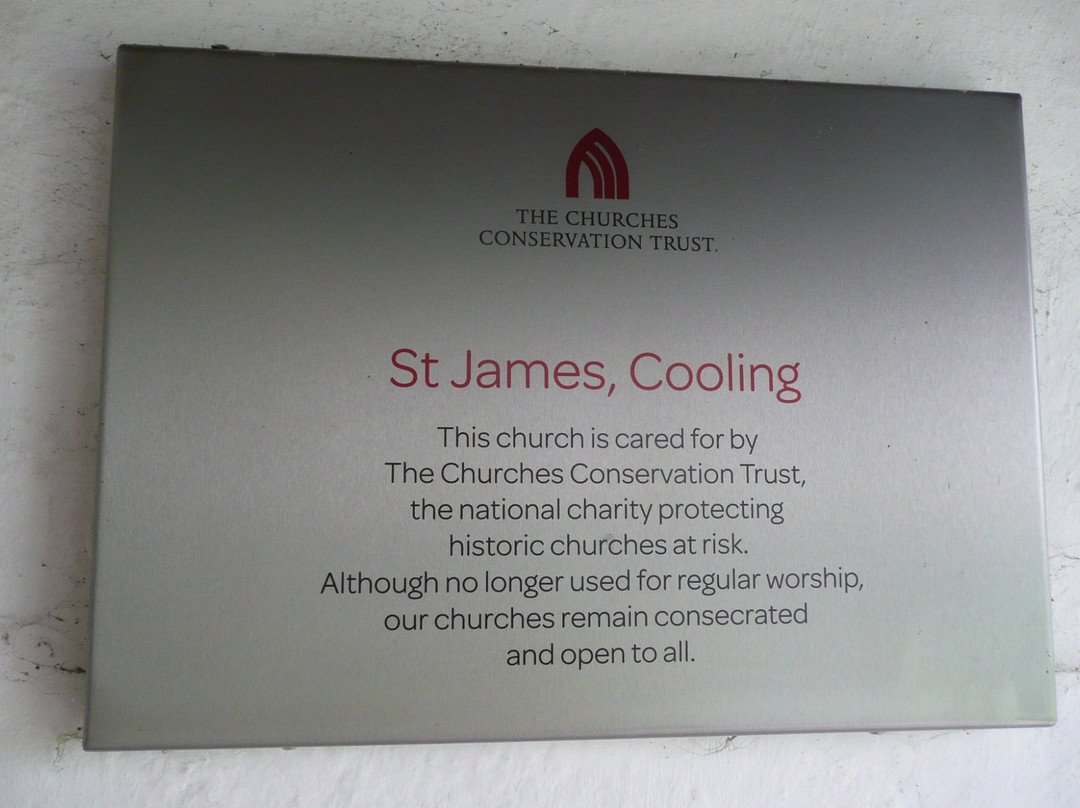 THE CHURCHES
CONSERVATION TRUST.
St James, Cooling
This church is cared for by
The Churches Conservation Trust,
the national charity protecting
historic churches at risk.
Although no longer used for regular worship,
our churches remain consecrated
and open to all.